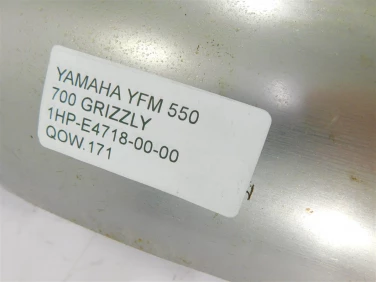 YAMAHA YFM 550
700 GRIZZLY
1HP-E4718-00-00
QOW.171